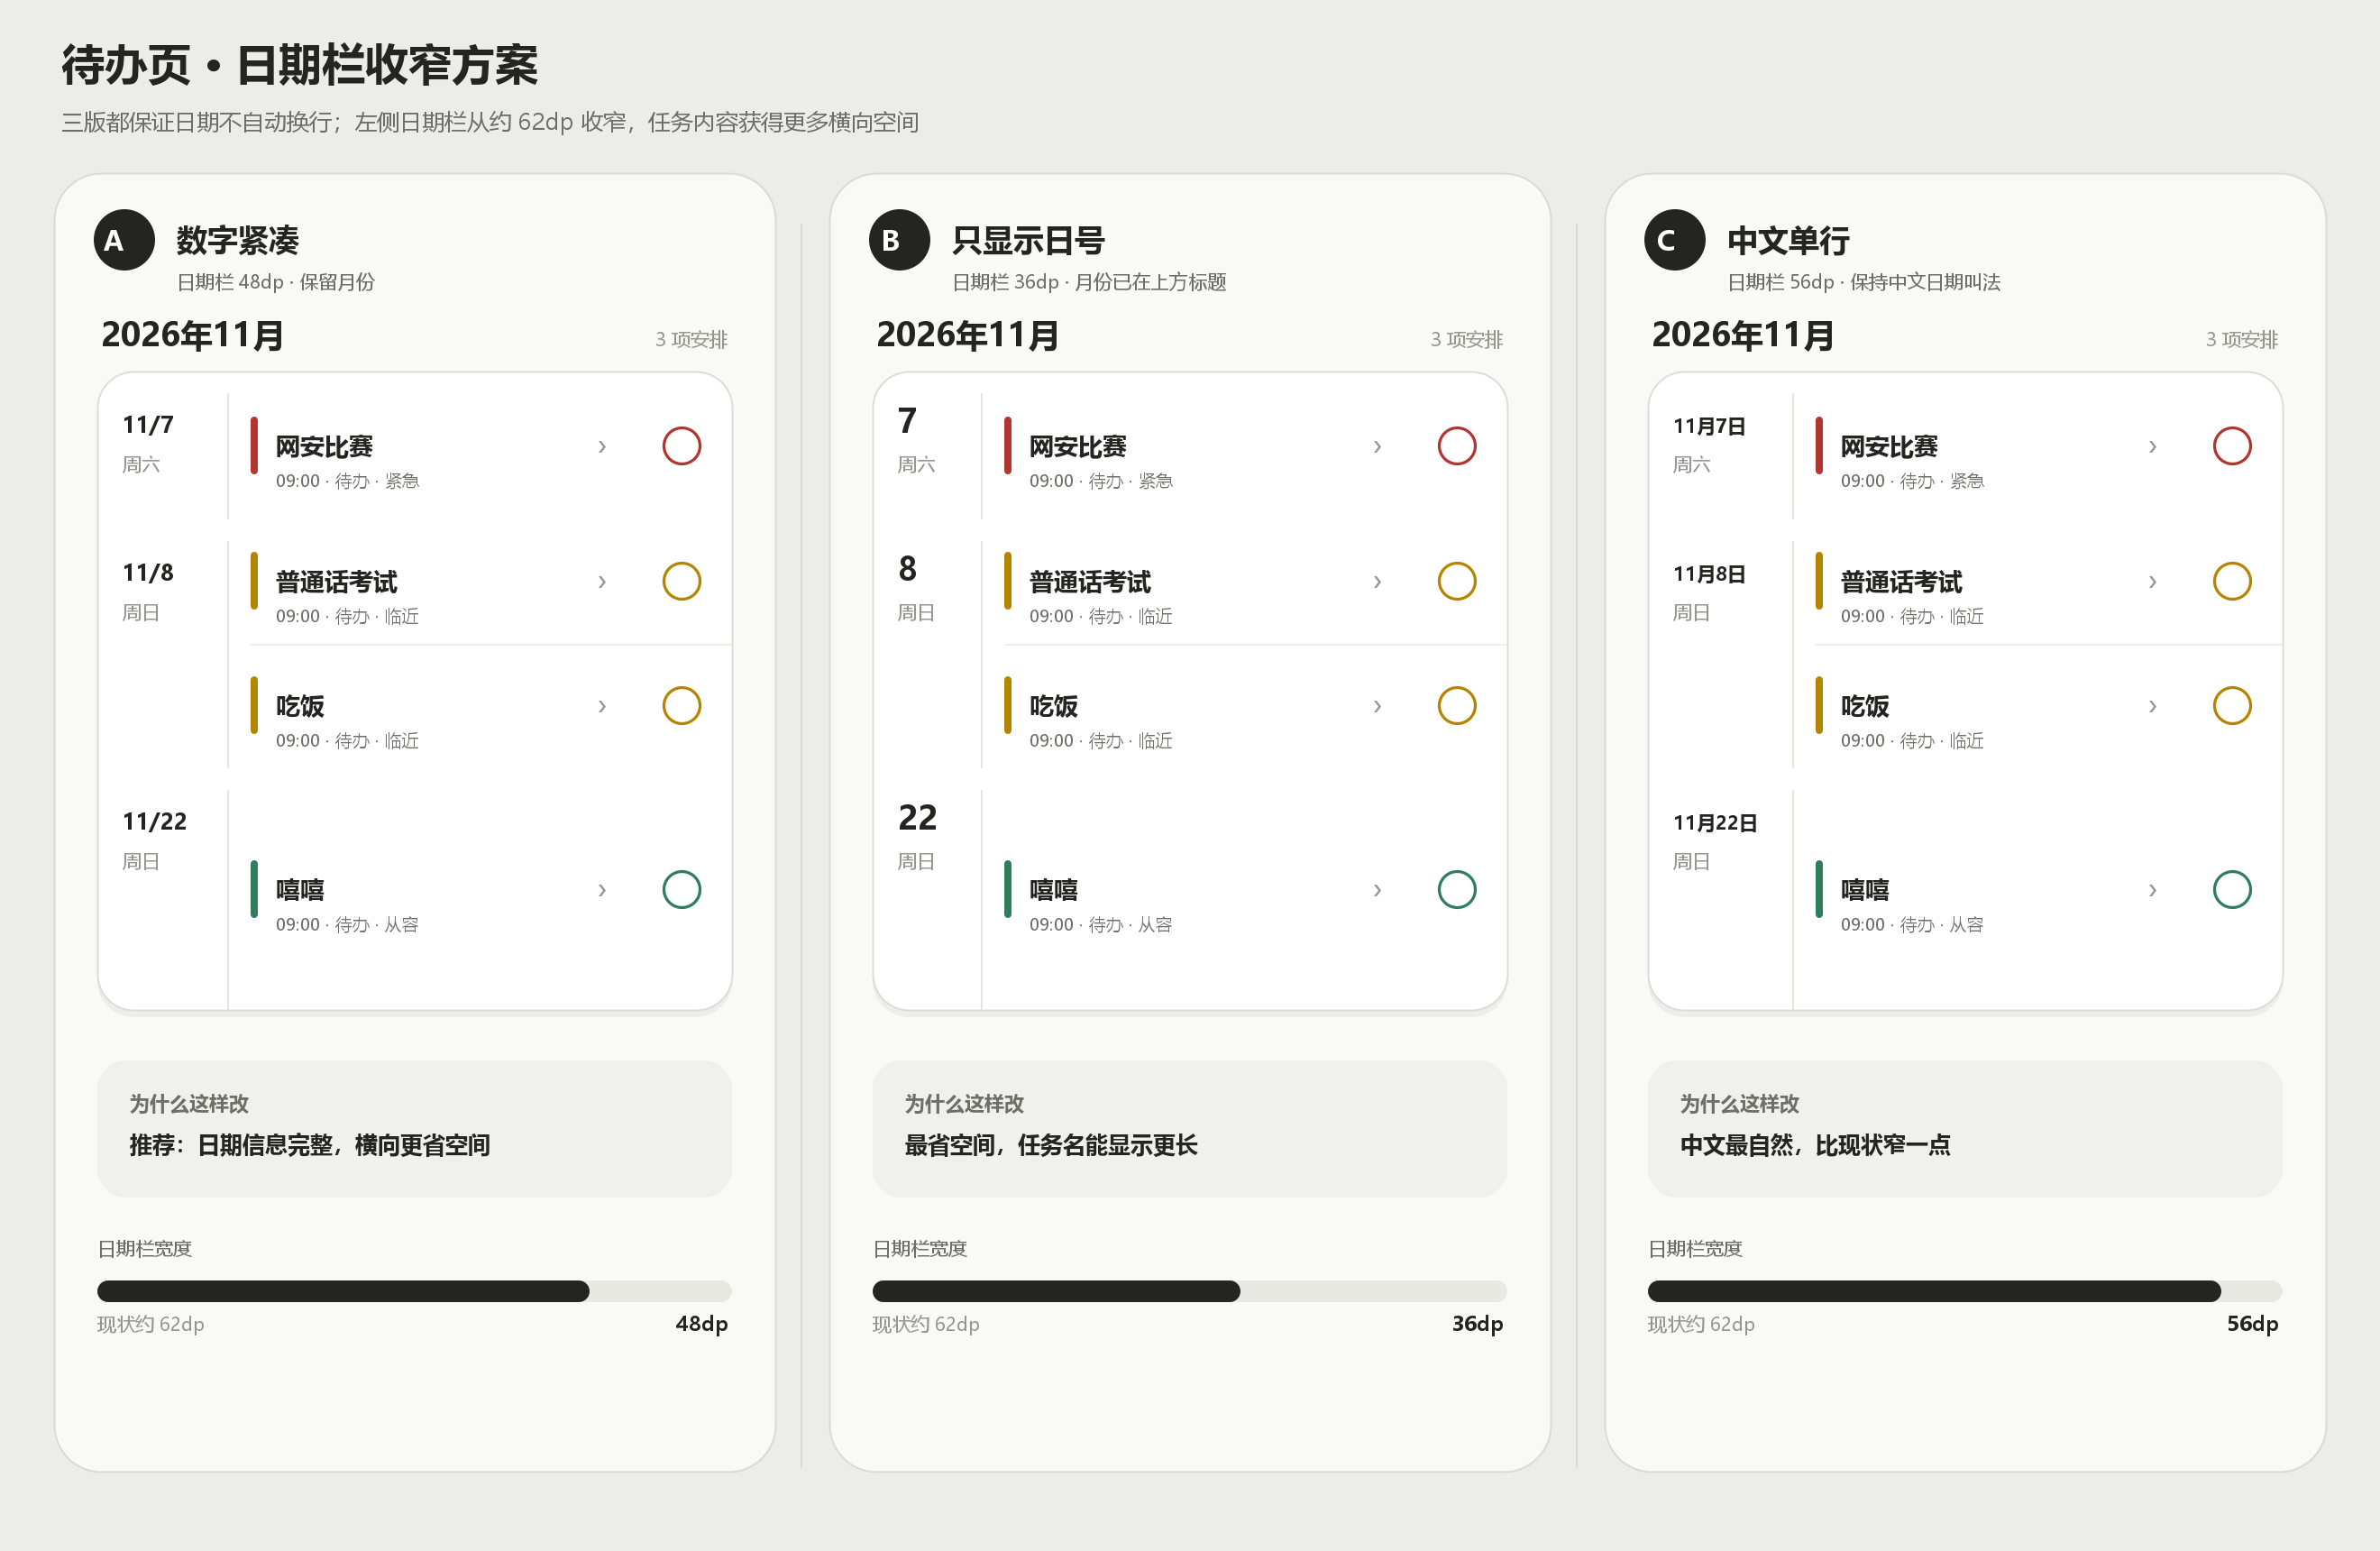 待办页 · 日期栏收窄方案
三版都保证日期不自动换行；左侧日期栏从约 62dp 收窄，任务内容获得更多横向空间
A
数字紧凑
日期栏 48dp · 保留月份
2026年11月
3 项安排
11/7
周六
网安比赛
›
09:00 · 待办 · 紧急
11/8
周日
普通话考试
›
09:00 · 待办 · 临近
吃饭
›
09:00 · 待办 · 临近
11/22
周日
嘻嘻
›
09:00 · 待办 · 从容
为什么这样改
推荐：日期信息完整，横向更省空间
日期栏宽度
现状约 62dp
48dp
B
只显示日号
日期栏 36dp · 月份已在上方标题
2026年11月
3 项安排
7
周六
网安比赛
›
09:00 · 待办 · 紧急
8
周日
普通话考试
›
09:00 · 待办 · 临近
吃饭
›
09:00 · 待办 · 临近
22
周日
嘻嘻
›
09:00 · 待办 · 从容
为什么这样改
最省空间，任务名能显示更长
日期栏宽度
现状约 62dp
36dp
C
中文单行
日期栏 56dp · 保持中文日期叫法
2026年11月
3 项安排
11月7日
周六
网安比赛
›
09:00 · 待办 · 紧急
11月8日
周日
普通话考试
›
09:00 · 待办 · 临近
吃饭
›
09:00 · 待办 · 临近
11月22日
周日
嘻嘻
›
09:00 · 待办 · 从容
为什么这样改
中文最自然，比现状窄一点
日期栏宽度
现状约 62dp
56dp